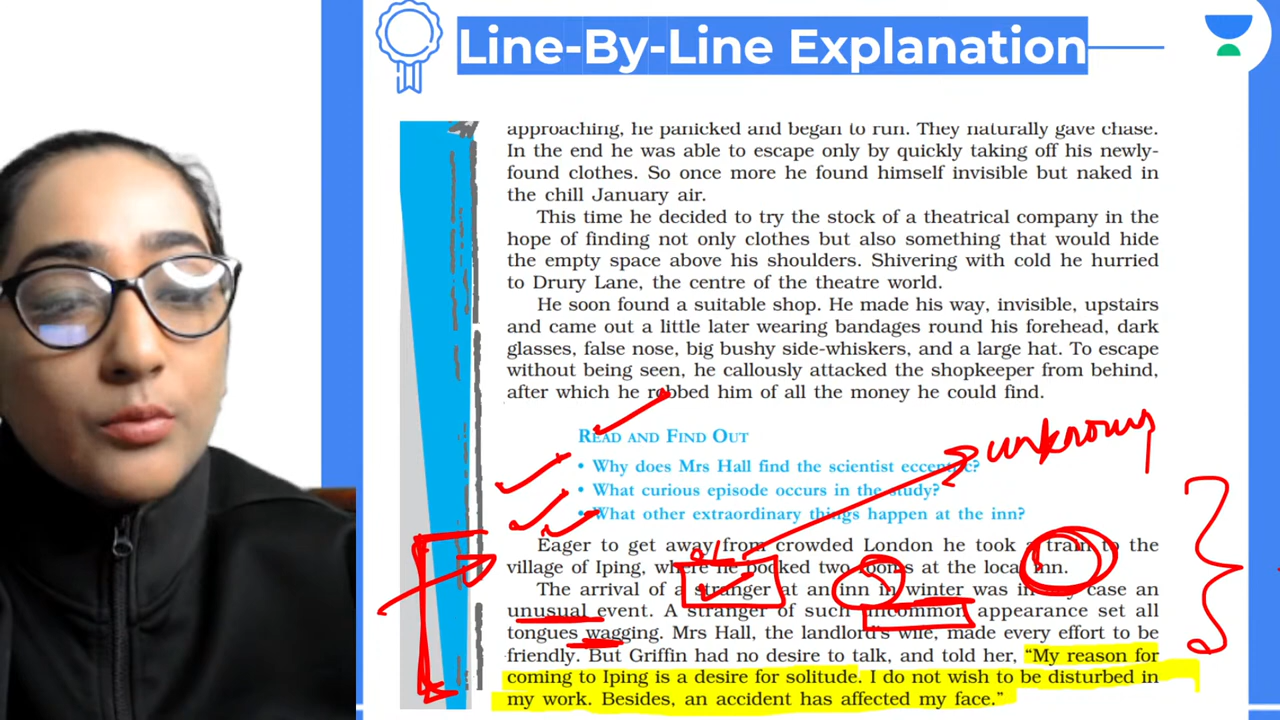 Line-By-Line Explanation
approaching, he panicked and began to run. They naturally gave chase.
In the end he was able to escape only by quickly taking off his newly-
found clothes. So once more he found himself invisible but naked in
the chill January air.
This time he decided to try the stock of a theatrical company in the
hope of finding not only clothes but also something that would hide
the empty space above his shoulders. Shivering with cold he hurried
to Drury Lane, the centre of the theatre world.
He soon found a suitable shop. He made his way, invisible, upstairs
and came out a little later wearing bandages round his forehead, dark
glasses, false nose, big bushy side-whiskers, and a large hat. To escape
without being seen, he callously attacked the shopkeeper from behind,
after which he robbed him of all the money he could find.
READ AND FIND OUT
• Why does Mrs Hall find the scientist eccentric?
unknown
• What curious episode occurs in the study?
• What other extraordinary things happen at the inn?
Eager to get away from crowded London he took a train to the
village of Iping, where he booked two rooms at the local inn.
The arrival of a stranger at an inn in winter was in any case an
unusual event. A stranger of such uncommon appearance set all
tongues wagging. Mrs Hall, the landlord's wife, made every effort to be
friendly. But Griffin had no desire to talk, and told her, “My reason for
coming to Iping is a desire for solitude. I do not wish to be disturbed in
my work. Besides, an accident has affected my face.”